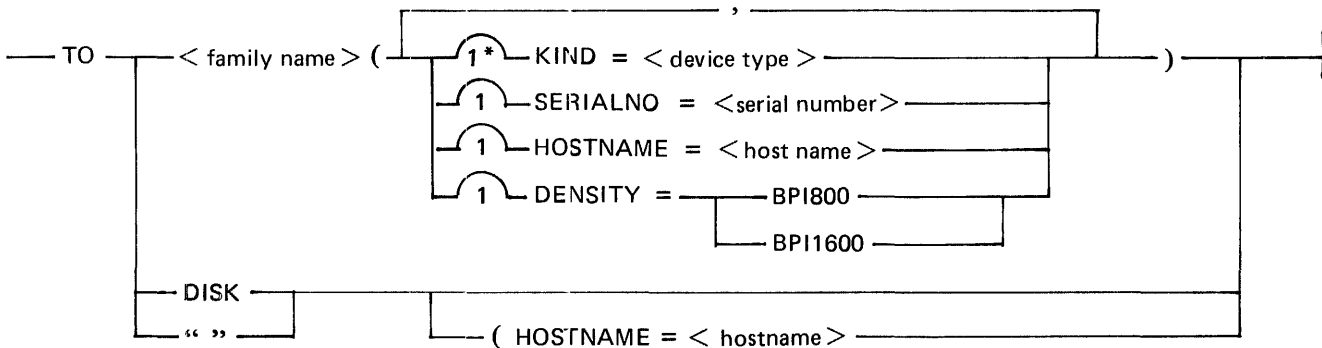 ,
TO < family name > ( 1* KIND = < device type > )
1 SERIALNO = <serial number>
1 HOSTNAME = < host name >
1 DENSITY = BPI800
BPI1600
DISK
“ ” ( HOSTNAME = < hostname >